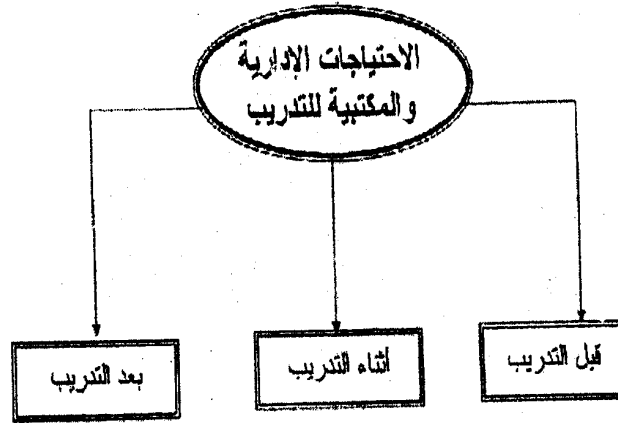 الاحتياجات الإدارية
والمكتبية للتدريب
قبل التدريب
أثناء التدريب
بعد التدريب